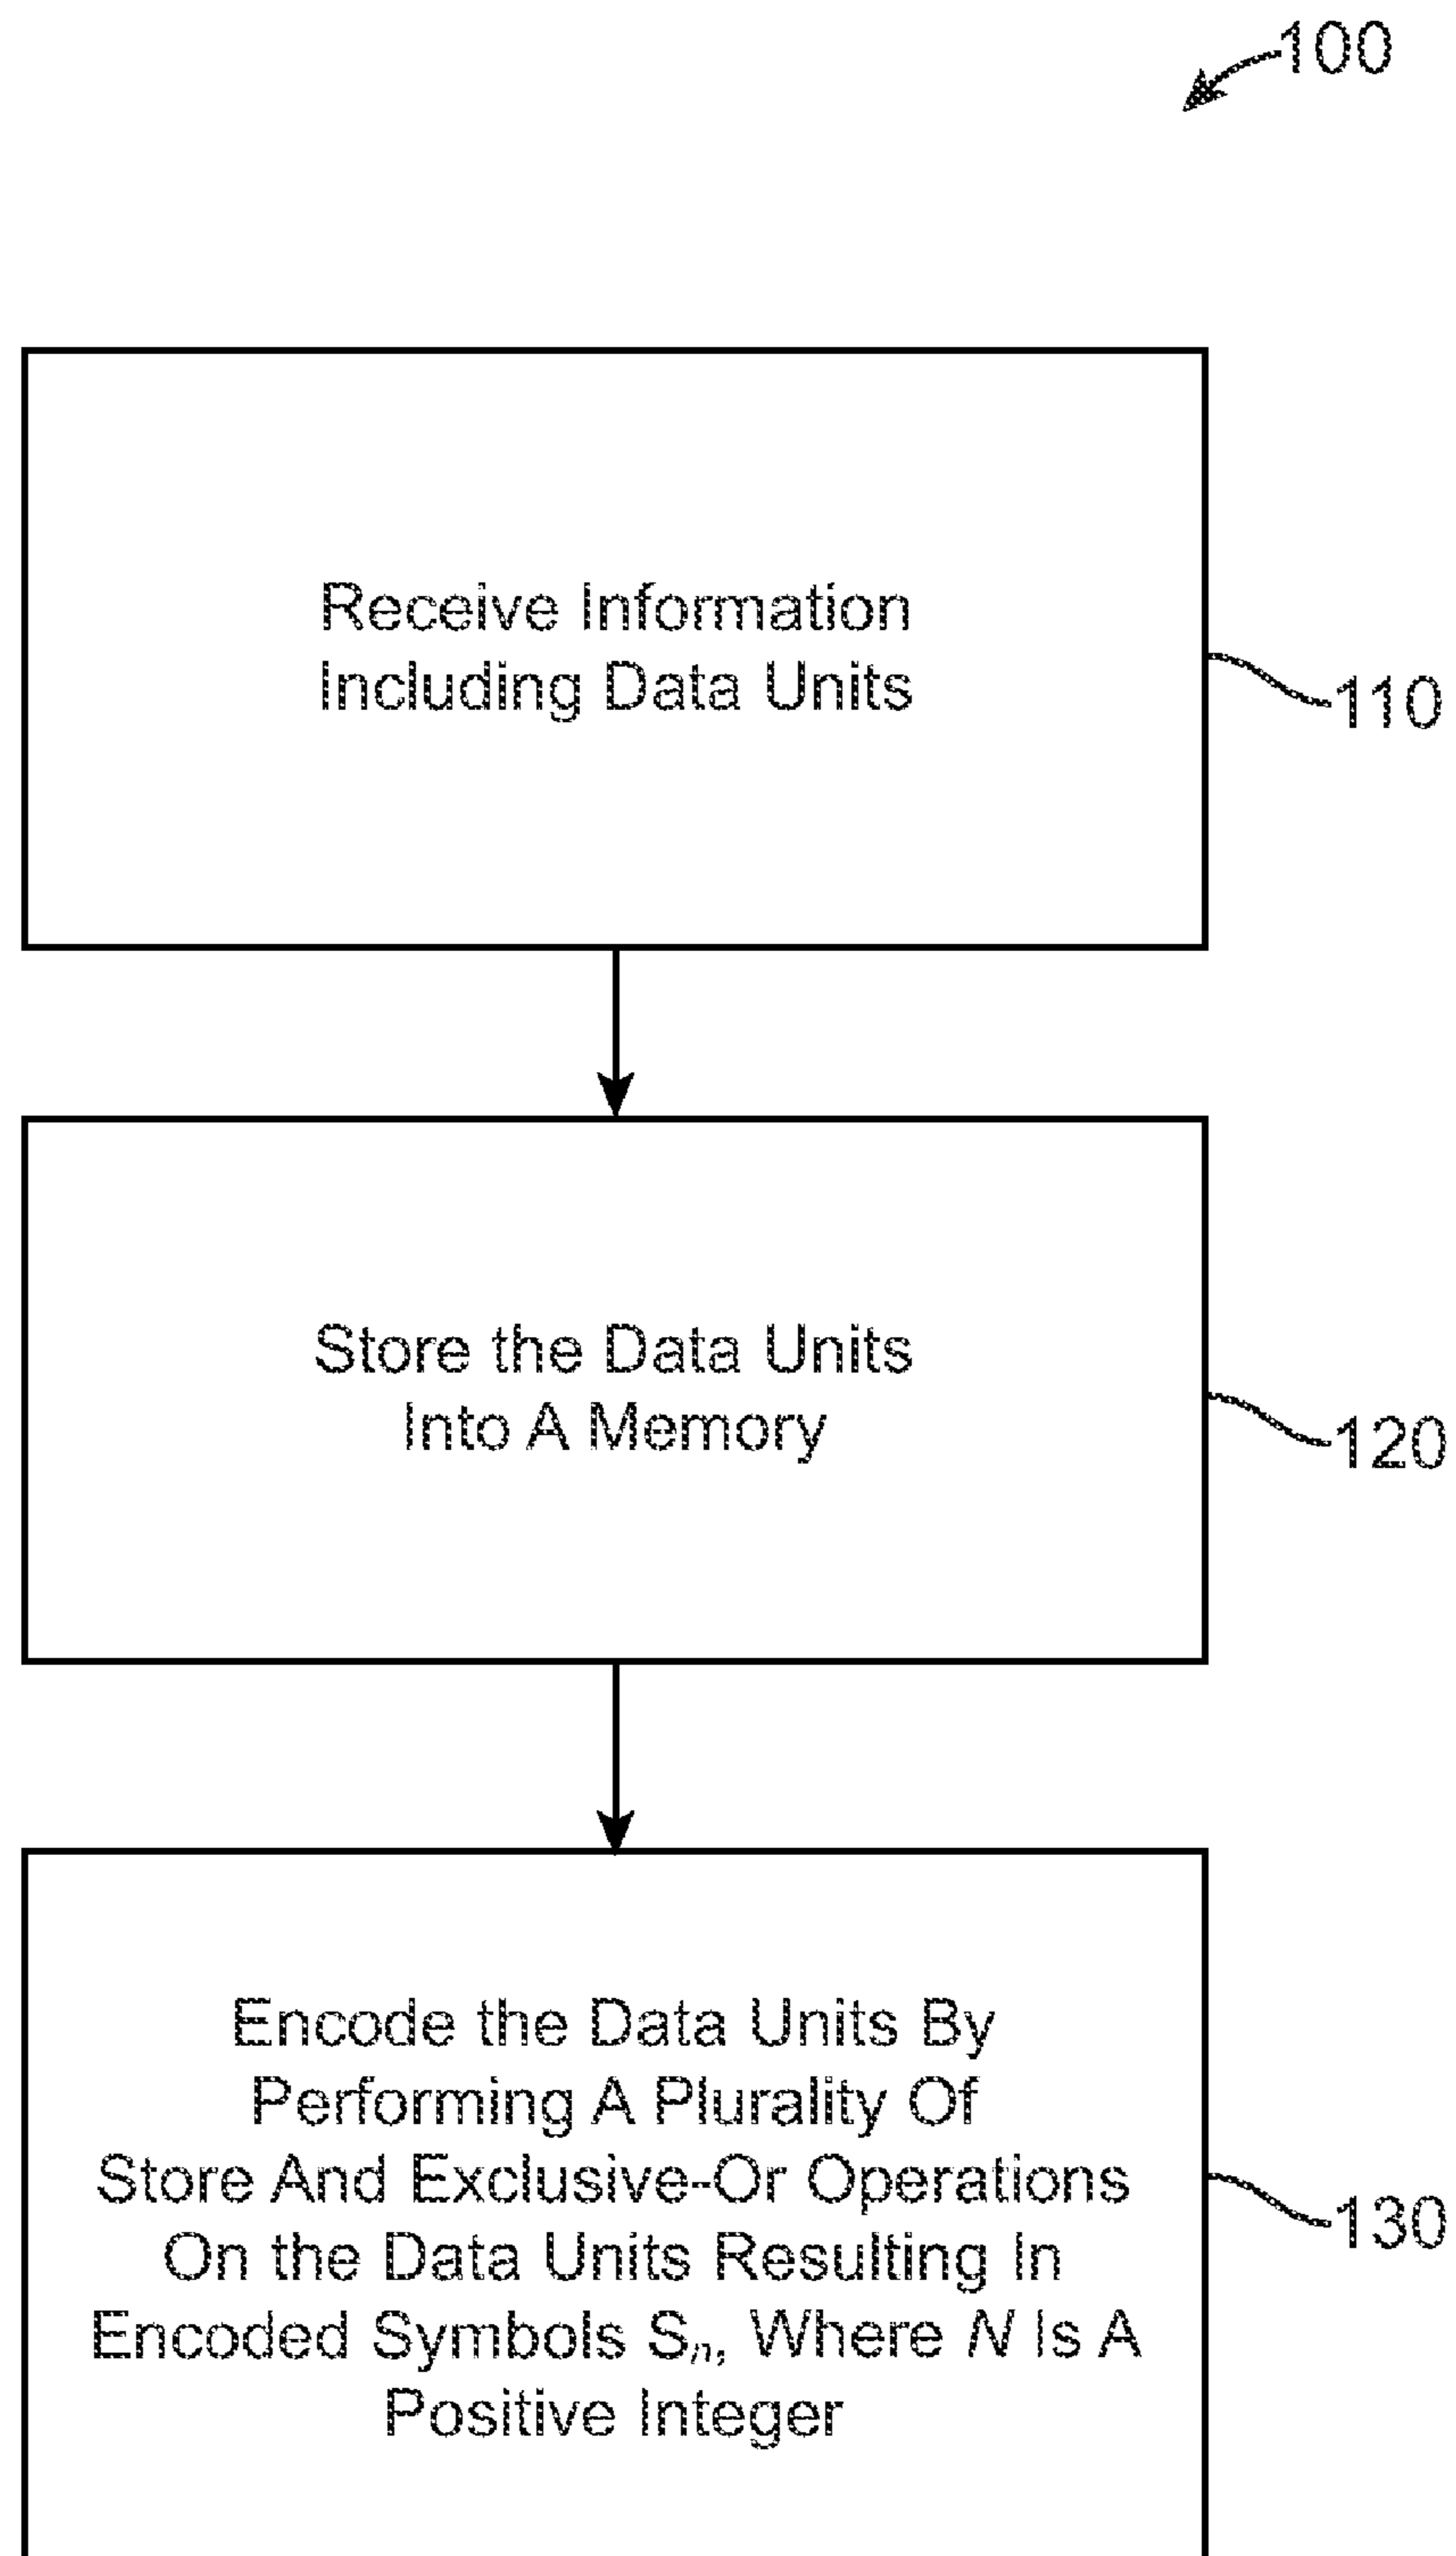 100
Receive Information
Including Data Units
110
Store the Data Units
Into A Memory
120
Encode the Data Units By
Performing A Plurality Of
Store And Exclusive-Or Operations
On the Data Units Resulting In
Encoded Symbols Sn, Where N Is A
Positive Integer
130